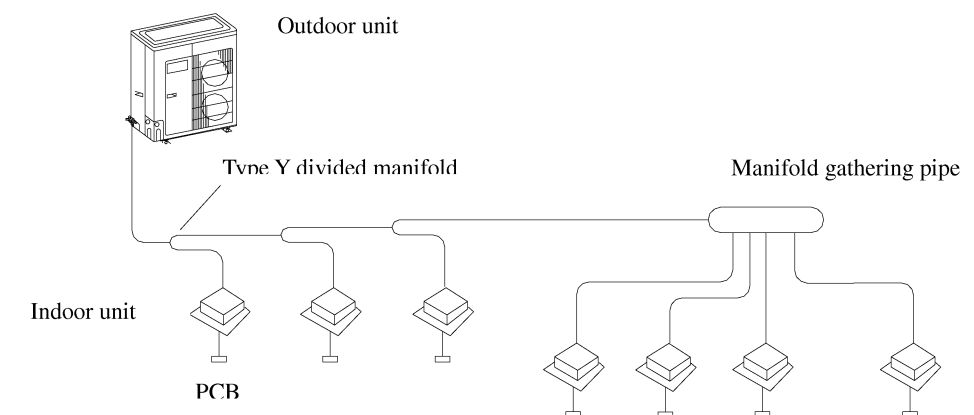 Outdoor unit
Type Y divided manifold
Manifold gathering pipe
Indoor unit
PCB